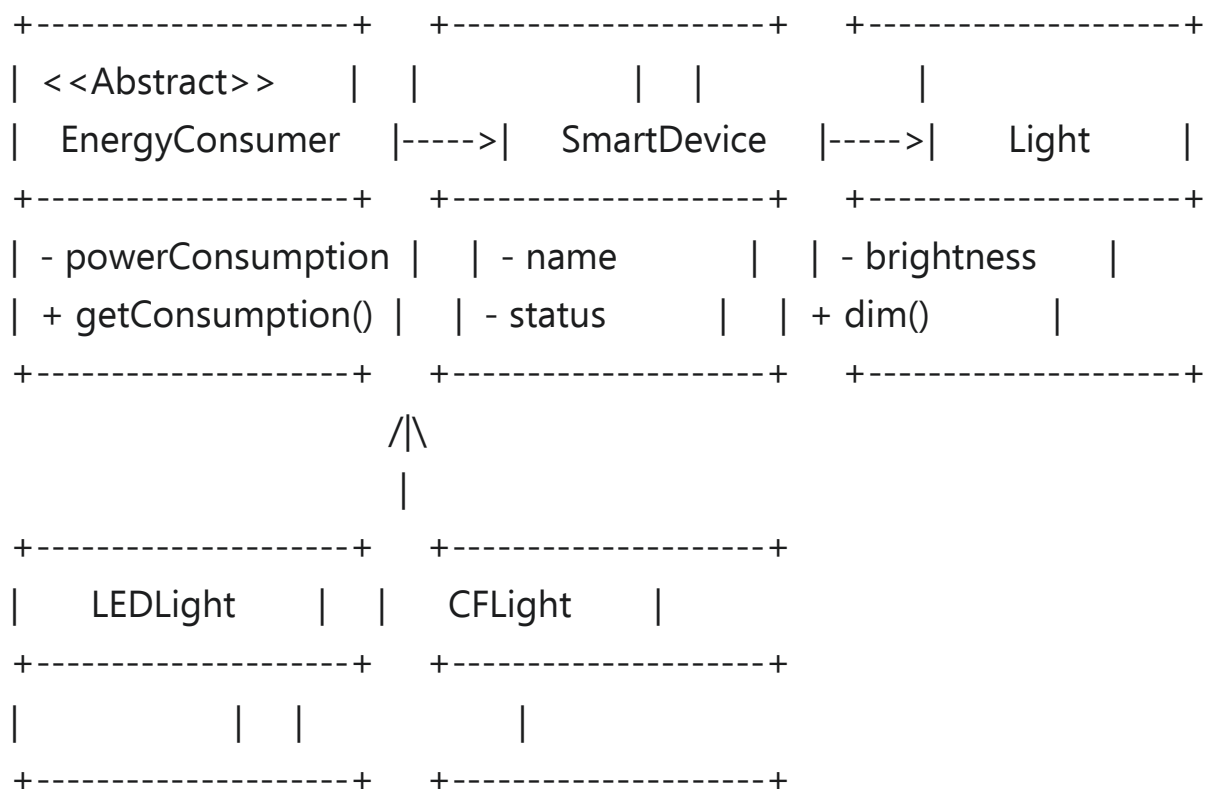 +---------------------+ +---------------------+ +---------------------+
| <<Abstract>> | | | | |
| EnergyConsumer |----->| SmartDevice |----->| Light |
+---------------------+ +---------------------+ +---------------------+
| - powerConsumption | | - name | | - brightness |
| + getConsumption() | | - status | | + dim() |
+---------------------+ +---------------------+ +---------------------+
/|\
|
+---------------------+ +---------------------+
| LEDLight | | CFLight |
+---------------------+ +---------------------+
| | | |
+---------------------+ +---------------------+